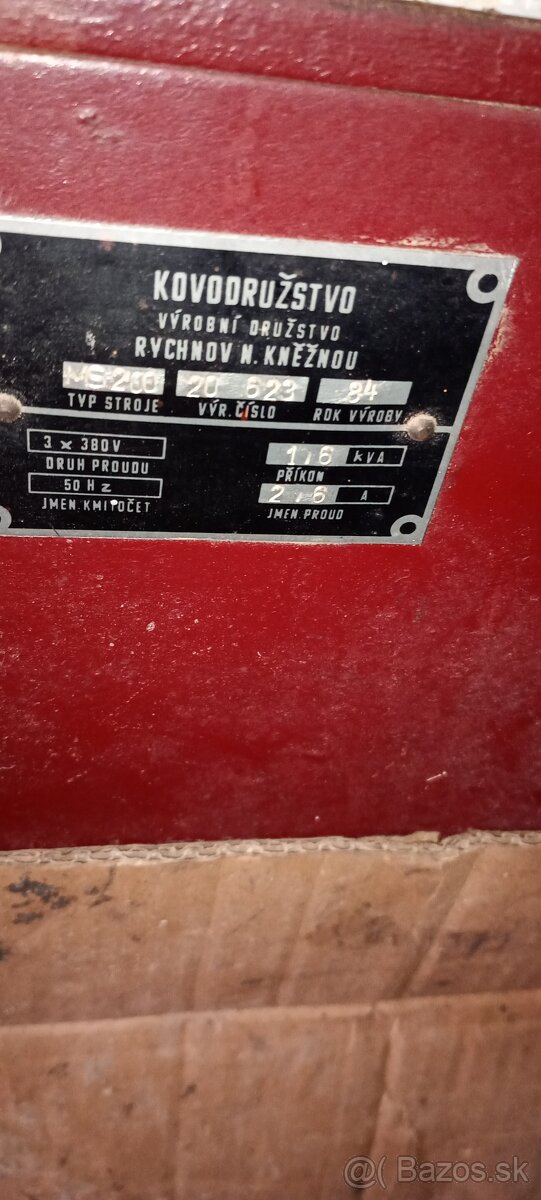 KOVODRUŽSTVO
VÝROBNÍ DRUŽSTVO
RYCHNOV N. KNĚŽNOU
MS 200 20 623 84
TYP STROJE VÝR. ČÍSLO ROK VÝROBY
3 x 380V 1,6 kVA
DRUH PROUDU PŘÍKON
50 Hz 2,6 A
JMEN. KMITOČET JMEN. PROUD
Bazos.sk